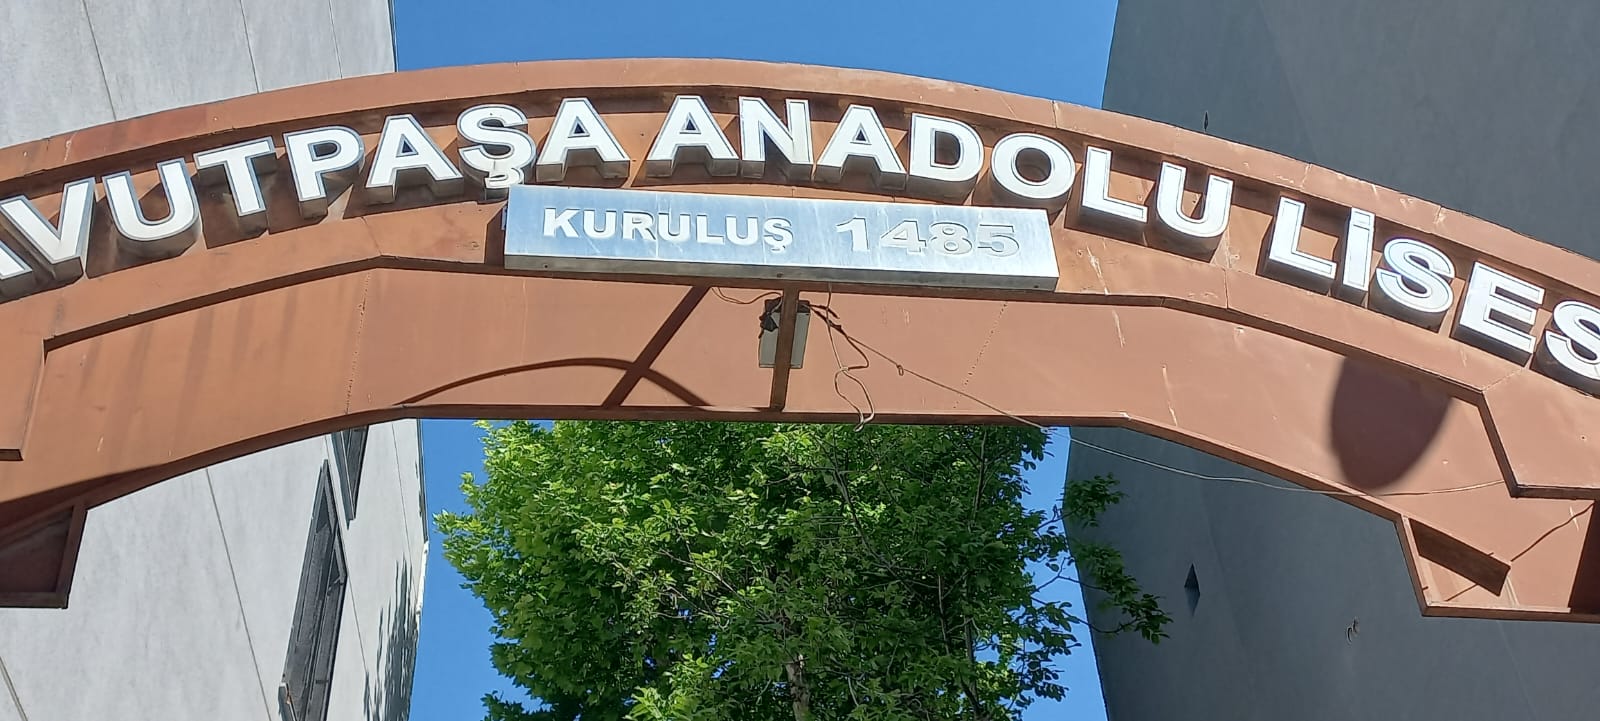 AVUTPAŞA ANADOLU LİSES
KURULUŞ 1485